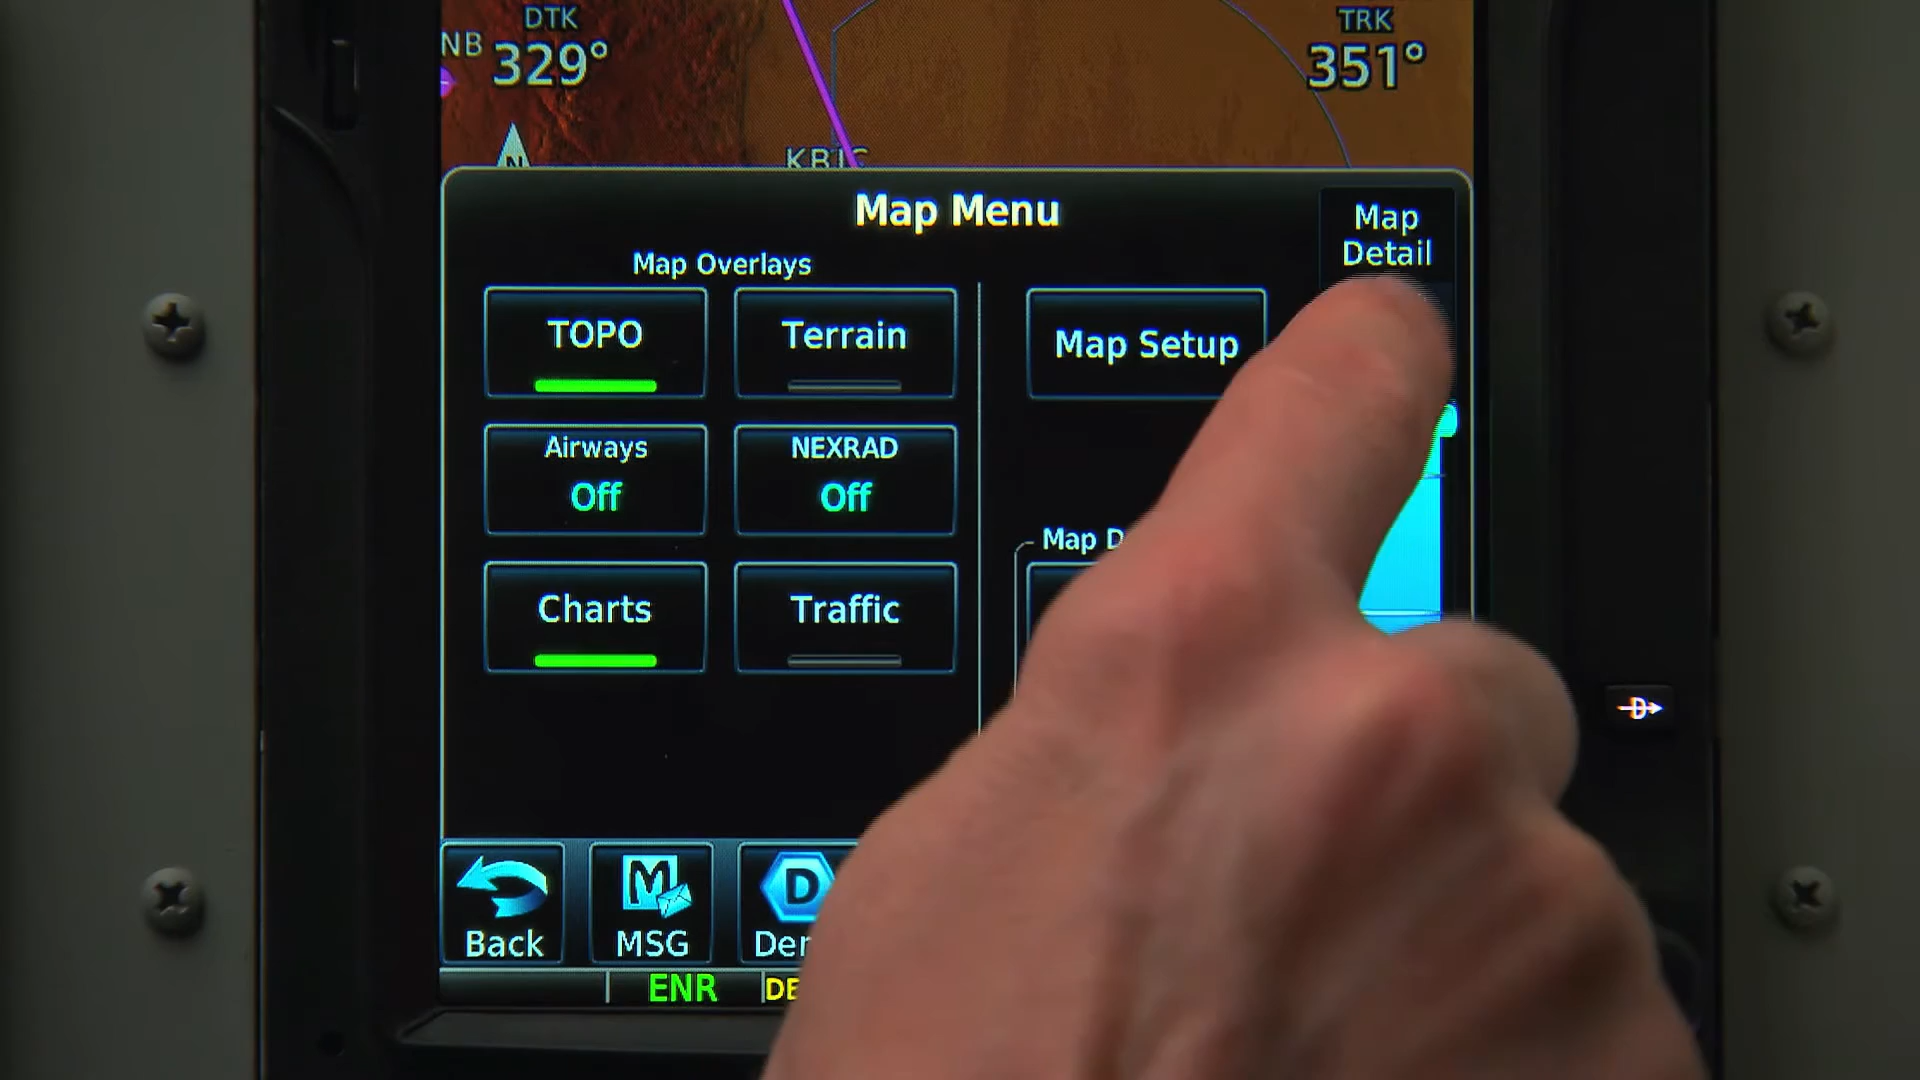 DTK
TRK
NB
329°
351°
N
Map Menu
Map
Detail
Map Overlays
TOPO
Terrain
Map Setup
Airways
NEXRAD
Off
Off
Map D
Charts
Traffic
D
M
D
Back
MSG
ENR